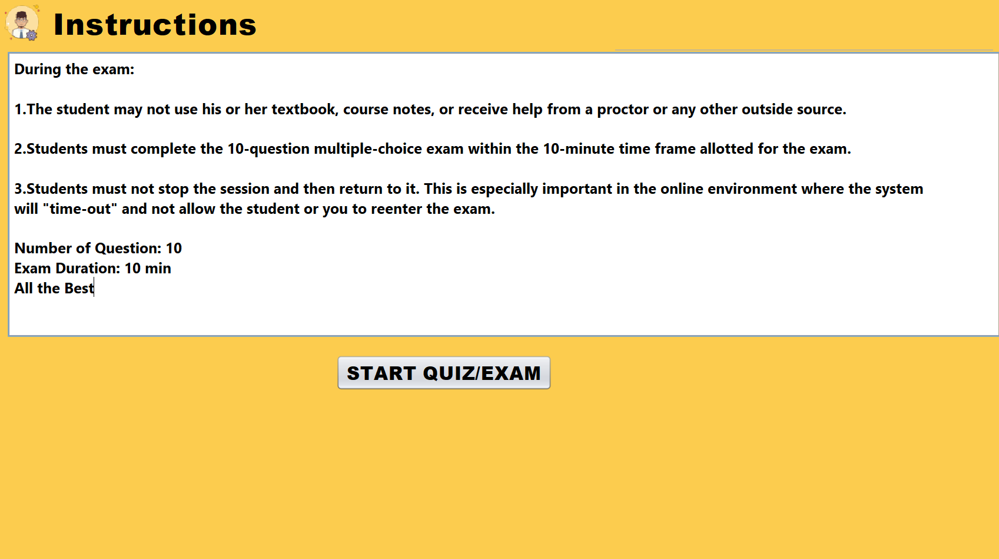 Instructions
During the exam:
1.The student may not use his or her textbook, course notes, or receive help from a proctor or any other outside source.
2.Students must complete the 10-question multiple-choice exam within the 10-minute time frame allotted for the exam.
3.Students must not stop the session and then return to it. This is especially important in the online environment where the system
will "time-out" and not allow the student or you to reenter the exam.
Number of Question: 10
Exam Duration: 10 min
All the Best
START QUIZ/EXAM